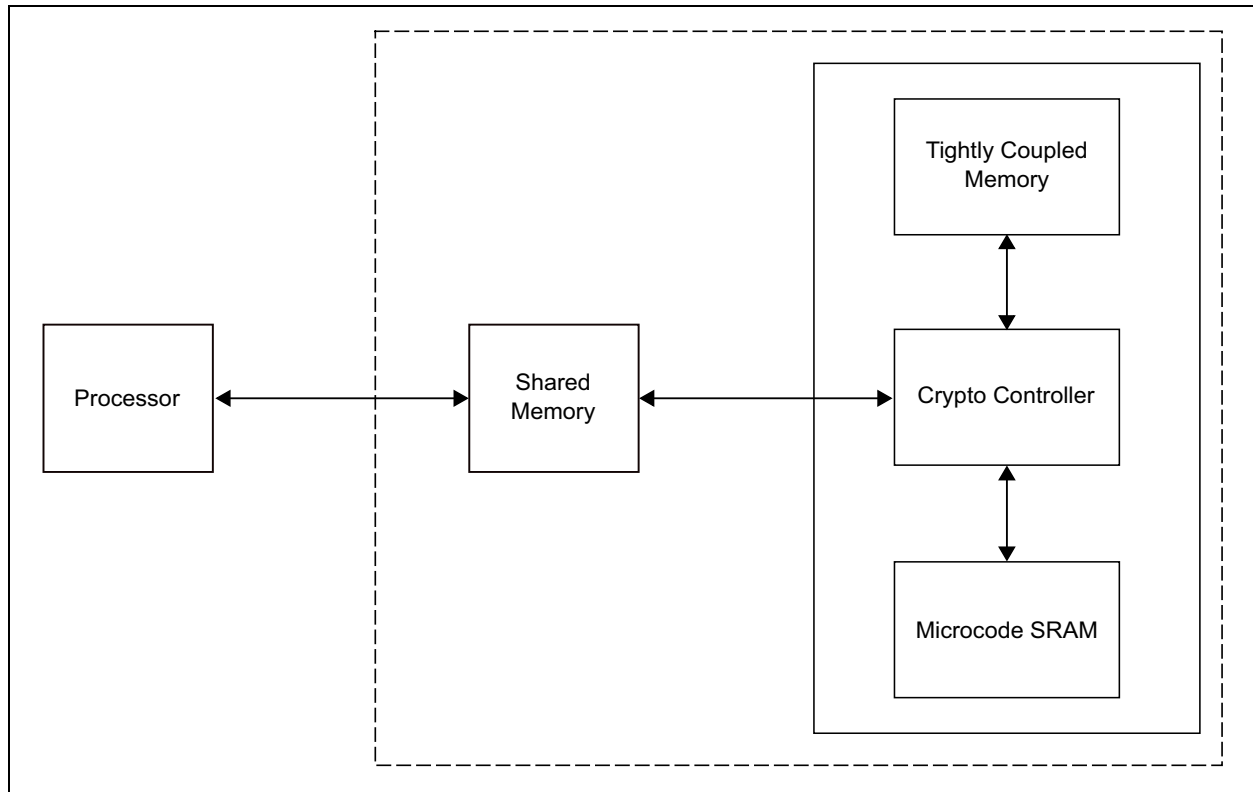 Tightly Coupled
Memory
Processor
Shared
Memory
Crypto Controller
Microcode SRAM